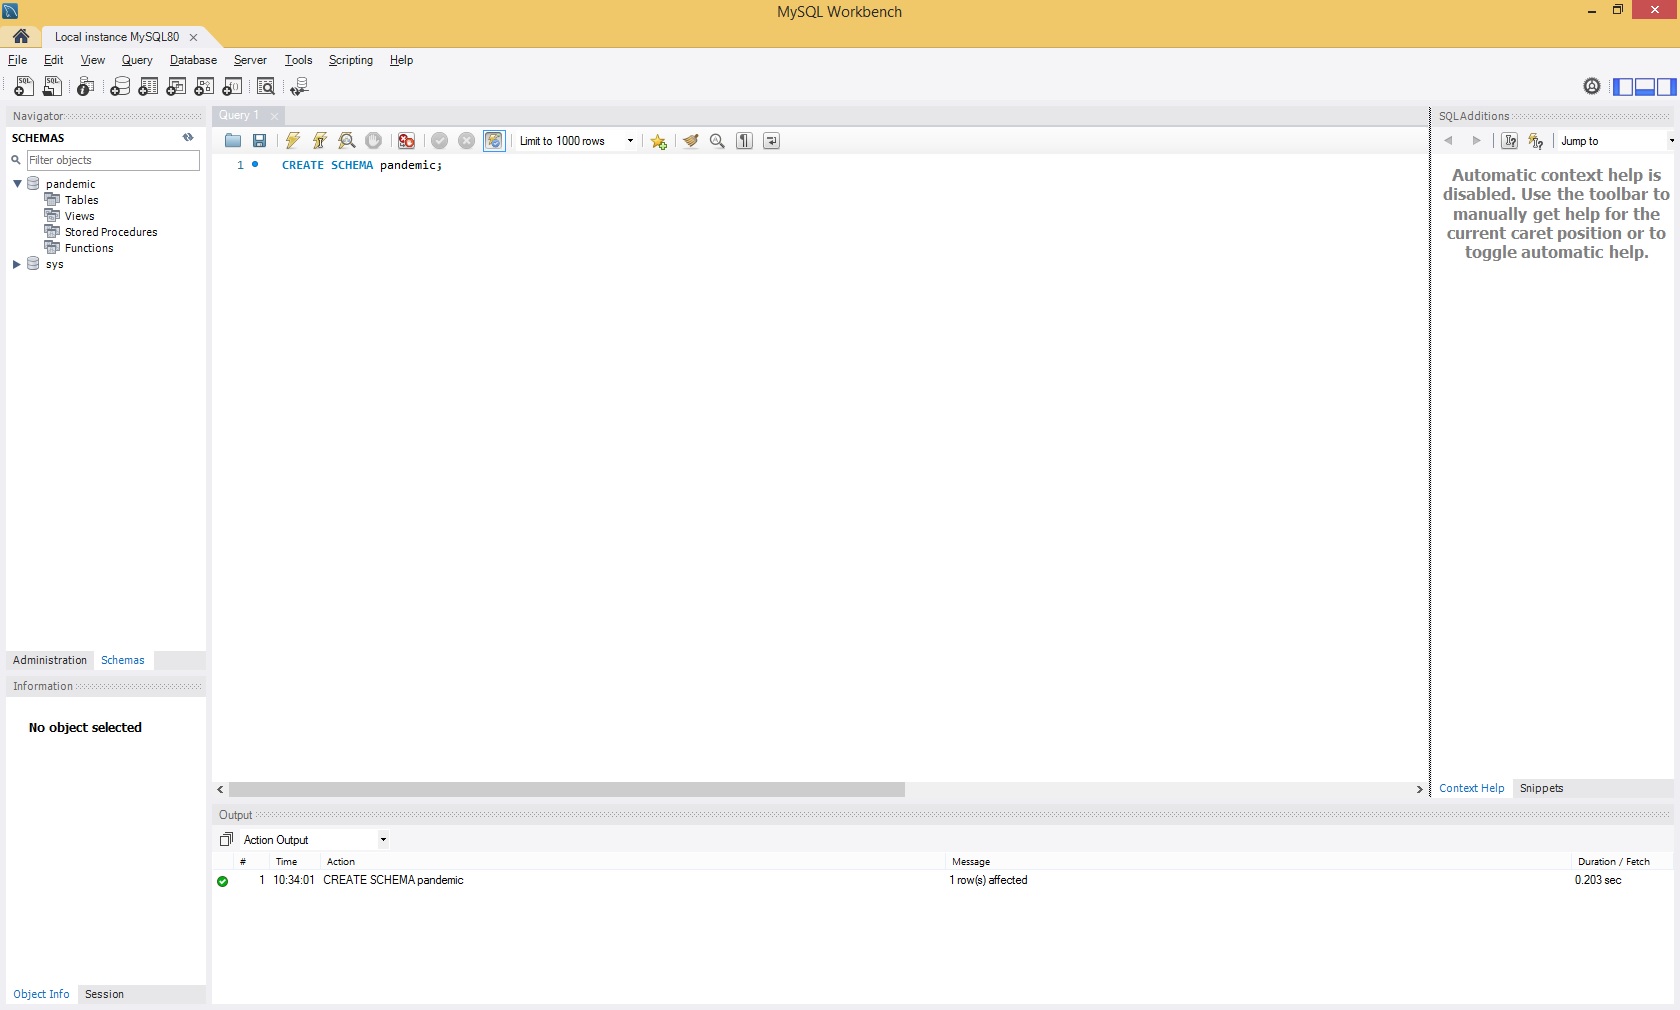 MySQL Workbench
Local instance MySQL80
File Edit View Query Database Server Tools Scripting Help
Navigator
SCHEMAS
Filter objects
pandemic
Tables
Views
Stored Procedures
Functions
sys
Administration Schemas
Information
No object selected
Object Info Session
Query 1
Limit to 1000 rows
1 CREATE SCHEMA pandemic;
SQLAdditions
Jump to
Automatic context help is
disabled. Use the toolbar to
manually get help for the
current caret position or to
toggle automatic help.
Context Help Snippets
Output
Action Output
# Time Action Message Duration / Fetch
1 10:34:01 CREATE SCHEMA pandemic 1 row(s) affected 0.203 sec